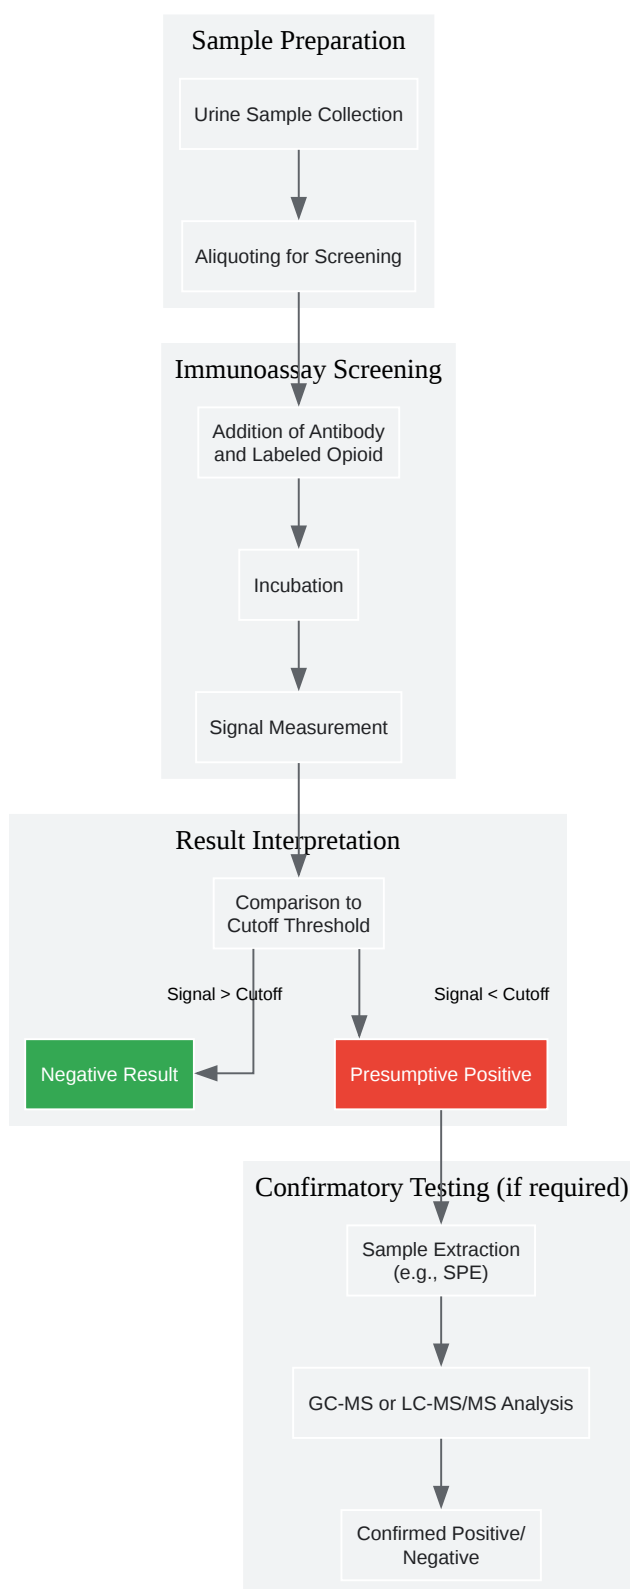 Sample Preparation
Urine Sample Collection
Aliquoting for Screening
Immunoassay Screening
Addition of Antibody
and Labeled Opioid
Incubation
Signal Measurement
Result Interpretation
Comparison to
Cutoff Threshold
Signal > Cutoff
Signal < Cutoff
Negative Result
Presumptive Positive
Confirmatory Testing (if required)
Sample Extraction
(e.g., SPE)
GC-MS or LC-MS/MS Analysis
Confirmed Positive/
Negative